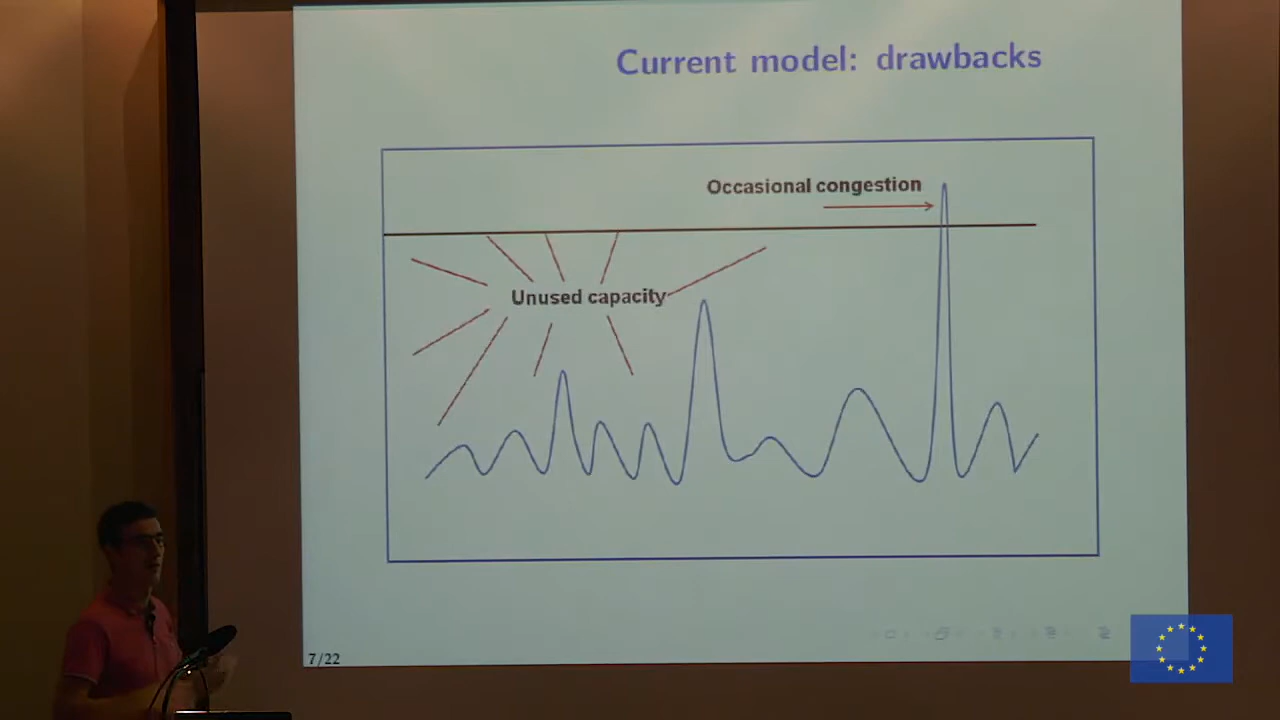 Current model: drawbacks
Occasional congestion
Unused capacity
7/22